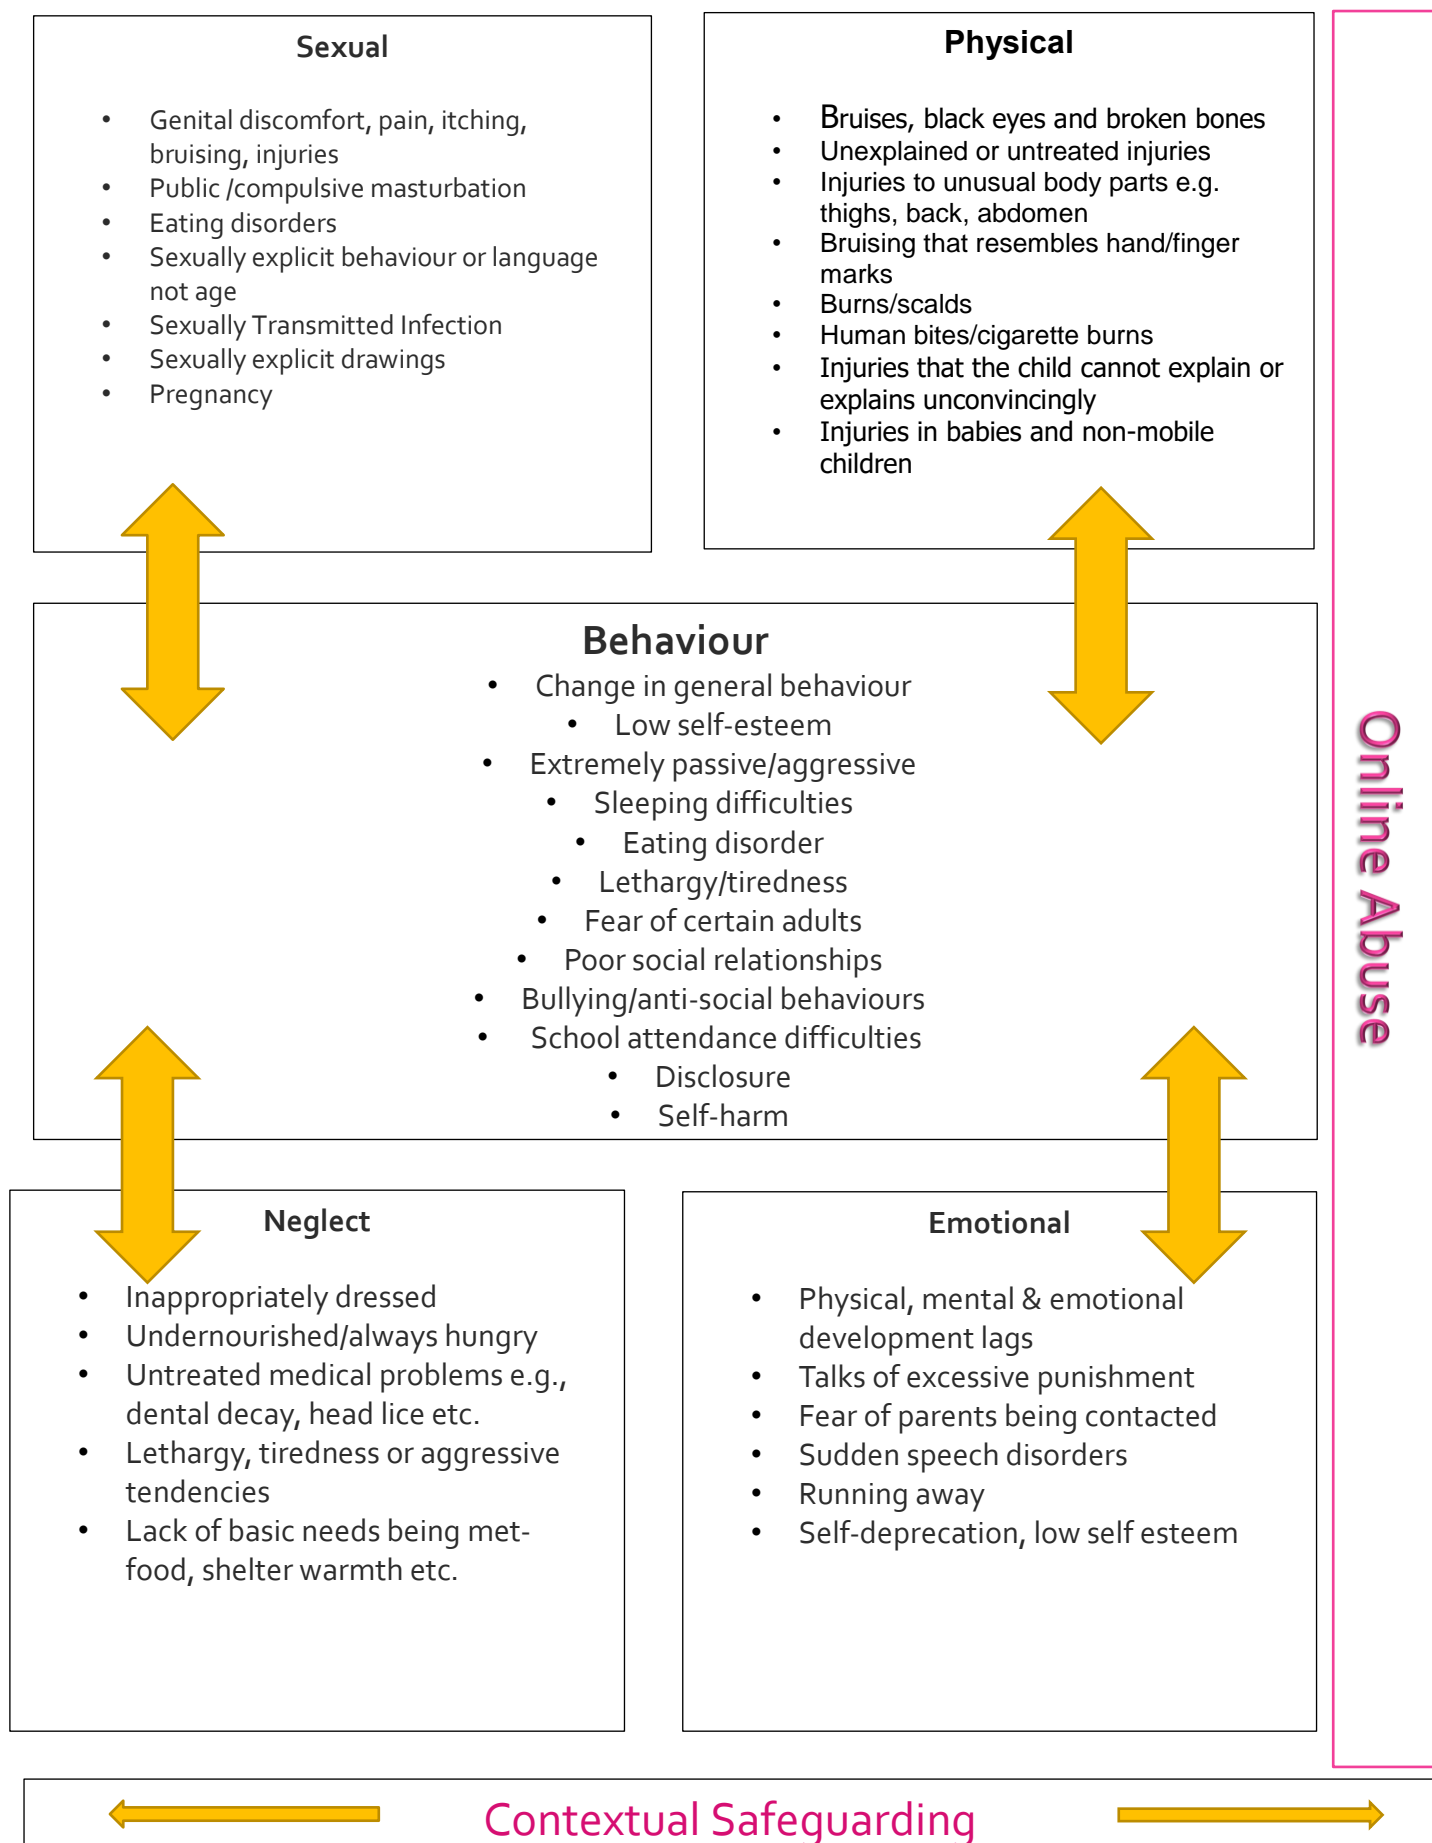 Sexual
• Genital discomfort, pain, itching,
bruising, injuries
• Public /compulsive masturbation
• Eating disorders
• Sexually explicit behaviour or language
not age
• Sexually Transmitted Infection
• Sexually explicit drawings
• Pregnancy
Physical
• Bruises, black eyes and broken bones
• Unexplained or untreated injuries
• Injuries to unusual body parts e.g.
thighs, back, abdomen
• Bruising that resembles hand/finger
marks
• Burns/scalds
• Human bites/cigarette burns
• Injuries that the child cannot explain or
explains unconvincingly
• Injuries in babies and non-mobile
children
Behaviour
• Change in general behaviour
• Low self-esteem
• Extremely passive/aggressive
• Sleeping difficulties
• Eating disorder
• Lethargy/tiredness
• Fear of certain adults
• Poor social relationships
• Bullying/anti-social behaviours
• School attendance difficulties
• Disclosure
• Self-harm
Neglect
• Inappropriately dressed
• Undernourished/always hungry
• Untreated medical problems e.g.,
dental decay, head lice etc.
• Lethargy, tiredness or aggressive
tendencies
• Lack of basic needs being met-
food, shelter warmth etc.
Emotional
• Physical, mental & emotional
development lags
• Talks of excessive punishment
• Fear of parents being contacted
• Sudden speech disorders
• Running away
• Self-deprecation, low self esteem
Online Abuse
Contextual Safeguarding